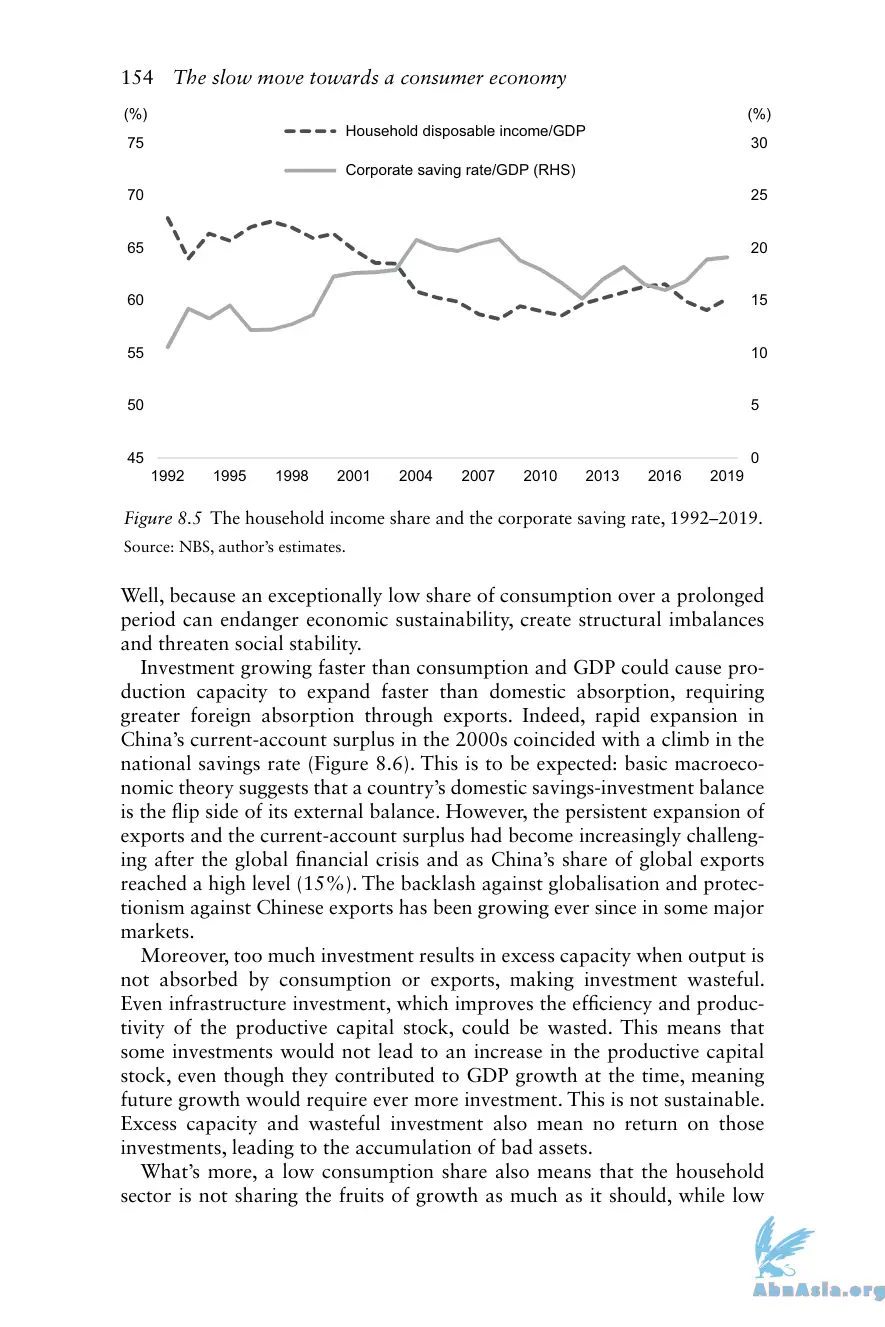 154 The slow move towards a consumer economy
(%)
(%)
Household disposable income/GDP
75
30
Corporate saving rate/GDP (RHS)
70
25
65
20
60
15
55
10
50
5
45
0
1992 1995 1998 2001 2004 2007 2010 2013 2016 2019
Figure 8.5 The household income share and the corporate saving rate, 1992–2019.
Source: NBS, author’s estimates.
Well, because an exceptionally low share of consumption over a prolonged
period can endanger economic sustainability, create structural imbalances
and threaten social stability.
Investment growing faster than consumption and GDP could cause pro-
duction capacity to expand faster than domestic absorption, requiring
greater foreign absorption through exports. Indeed, rapid expansion in
China’s current-account surplus in the 2000s coincided with a climb in the
national savings rate (Figure 8.6). This is to be expected: basic macroeco-
nomic theory suggests that a country’s domestic savings-investment balance
is the flip side of its external balance. However, the persistent expansion of
exports and the current-account surplus had become increasingly challeng-
ing after the global financial crisis and as China’s share of global exports
reached a high level (15%). The backlash against globalisation and protec-
tionism against Chinese exports has been growing ever since in some major
markets.
Moreover, too much investment results in excess capacity when output is
not absorbed by consumption or exports, making investment wasteful.
Even infrastructure investment, which improves the efficiency and produc-
tivity of the productive capital stock, could be wasted. This means that
some investments would not lead to an increase in the productive capital
stock, even though they contributed to GDP growth at the time, meaning
future growth would require ever more investment. This is not sustainable.
Excess capacity and wasteful investment also mean no return on those
investments, leading to the accumulation of bad assets.
What’s more, a low consumption share also means that the household
sector is not sharing the fruits of growth as much as it should, while low
AbnAsia.org